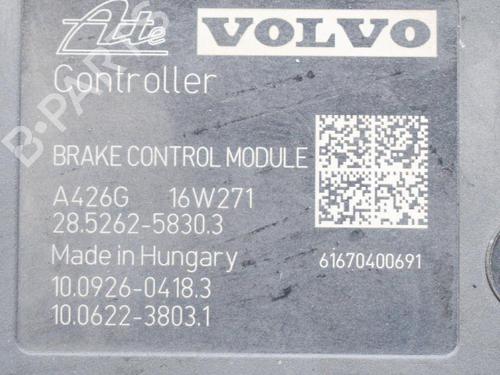 Ate VOLVO
Controller
BRAKE CONTROL MODULE
A426G 16W271
28.5262-5830.3
Made in Hungary 61670400691
10.0926-0418.3
10.0622-3803.1
B-PARTS